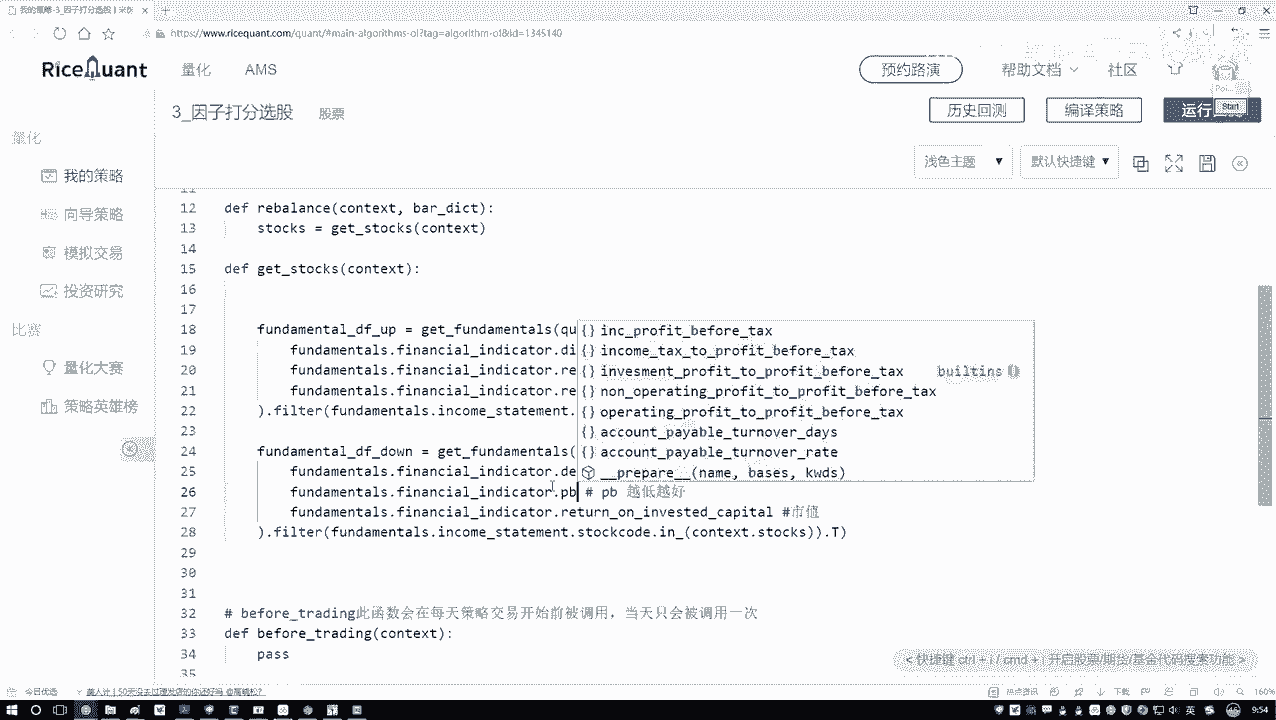 我的策略-3_因子打分选股 | 米筐
https://www.ricequant.com/quant/#main-algorithms-ol?tag=algorithm-ol&id=1345140
RiceQuant 量化 AMS 预约路演 帮助文档 社区
3_因子打分选股 股票 历史回测 编译策略 运行 Start
量化
浅色主题 默认快捷键
我的策略
向导策略
模拟交易
投资研究
比赛
量化大赛
策略英雄榜
11
12 def rebalance(context, bar_dict):
13 stocks = get_stocks(context)
14
15 def get_stocks(context):
16
17
18 fundamental_df_up = get_fundamentals(qu
19 fundamentals.financial_indicator.di
20 fundamentals.financial_indicator.re
21 fundamentals.financial_indicator.re
22 ).filter(fundamentals.income_statement.
23
24 fundamental_df_down = get_fundamentals(
25 fundamentals.financial_indicator.de
26 fundamentals.financial_indicator.pb # pb 越低越好
27 fundamentals.financial_indicator.return_on_invested_capital #市值
28 ).filter(fundamentals.income_statement.stockcode.in_(context.stocks)).T)
29
30
31
32 # before_trading此函数会在每天策略交易开始前被调用，当天只会被调用一次
33 def before_trading(context):
34 pass
35
{} inc_profit_before_tax
{} income_tax_to_profit_before_tax
{} invesment_profit_to_profit_before_tax builtins
{} non_operating_profit_to_profit_before_tax
{} operating_profit_to_profit_before_tax
{} account_payable_turnover_days
{} account_payable_turnover_rate
__prepare__(name, bases, kwds)
<快捷键 ctrl + i / cmd + i 开启股票/期货/基金代码搜索功能 >
今日优选
热点资讯 下载 160%
英 9:54